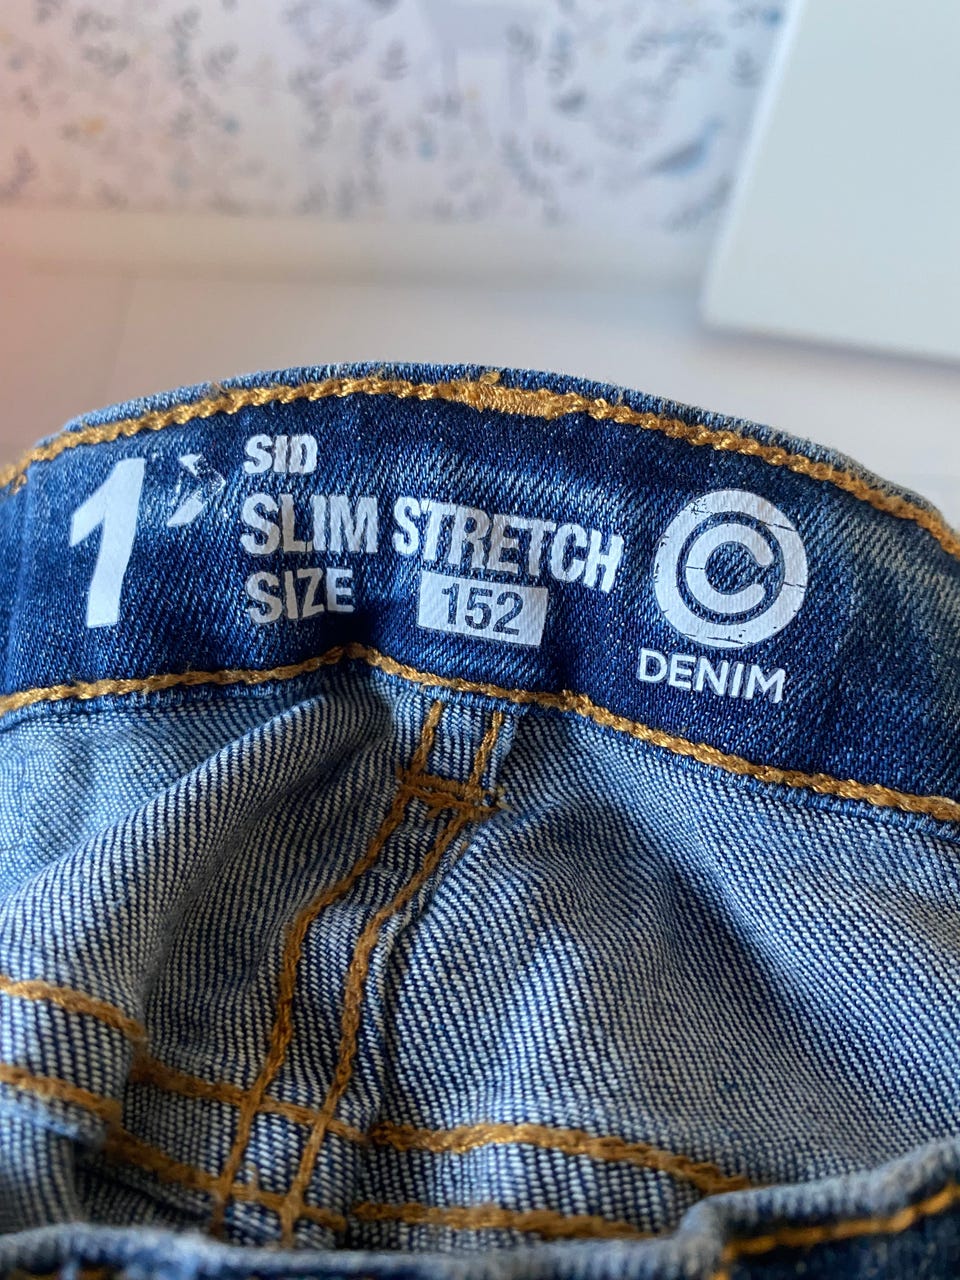 1
SID
SLIM STRETCH
SIZE 152
C
DENIM